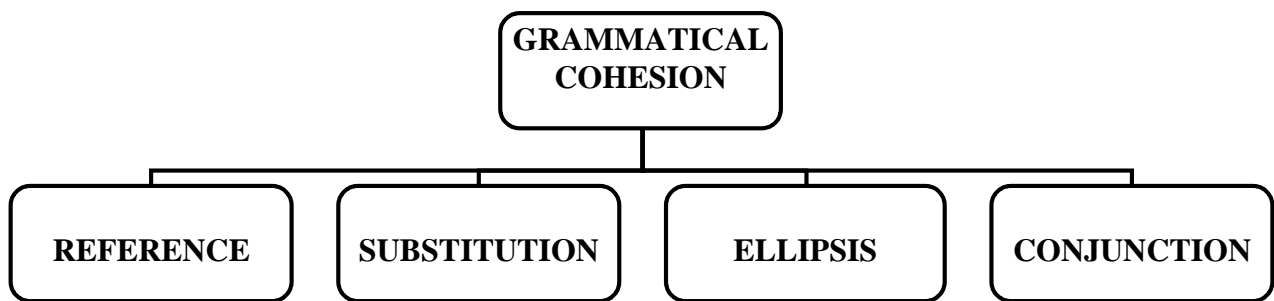 GRAMMATICAL
COHESION
REFERENCE
SUBSTITUTION
ELLIPSIS
CONJUNCTION